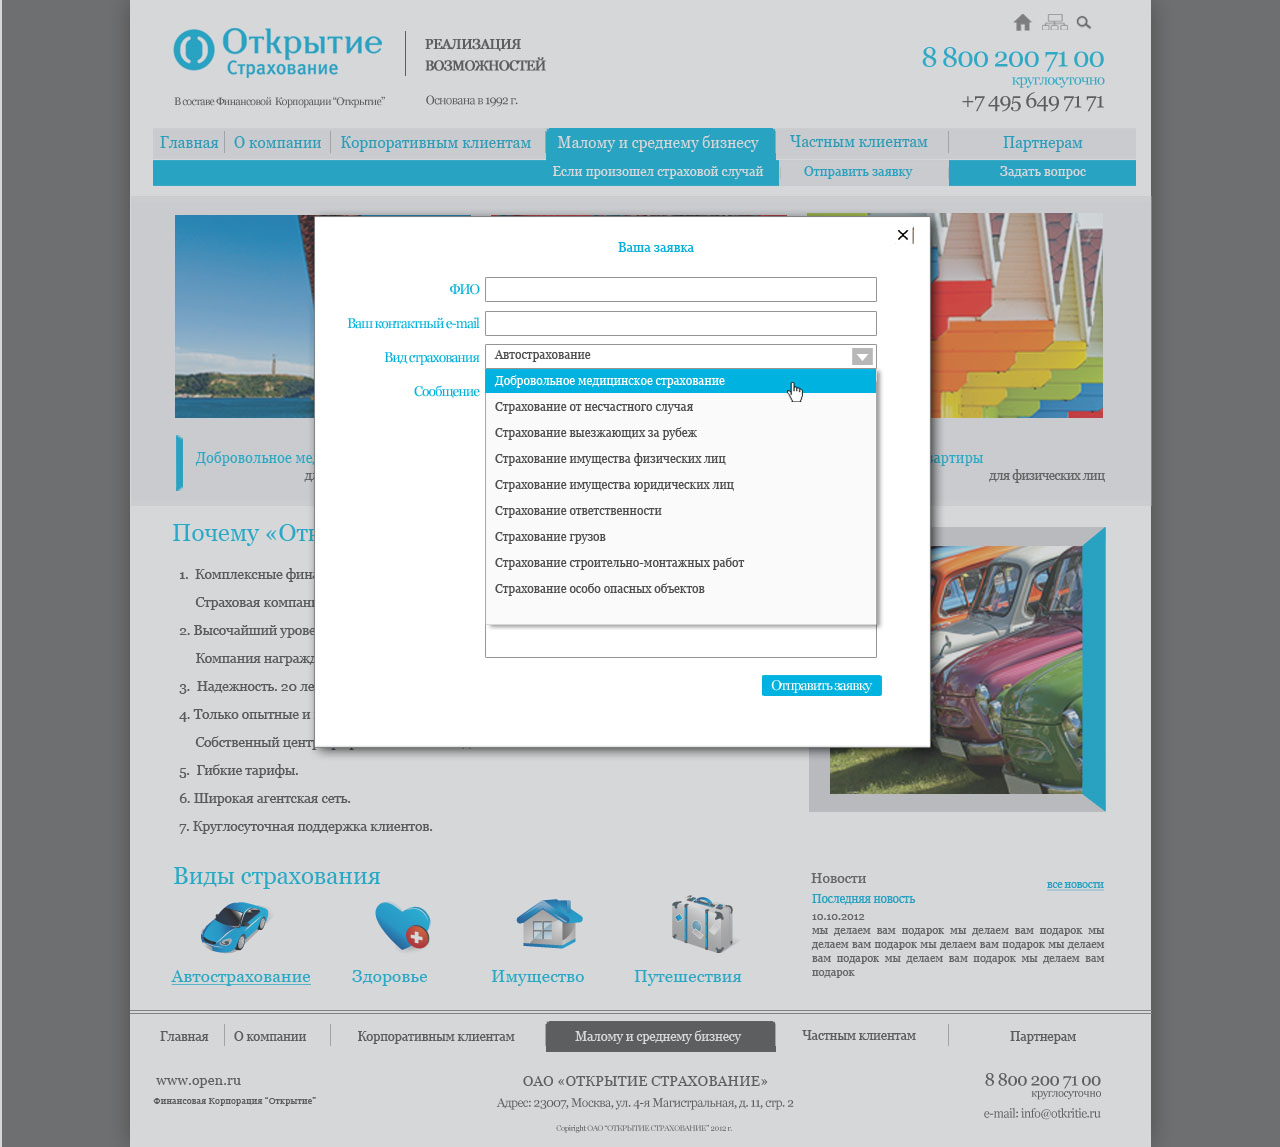 Открытие
Страхование
РЕАЛИЗАЦИЯ
ВОЗМОЖНОСТЕЙ
В составе Финансовой Корпорации "Открытие"
Основана в 1992 г.
8 800 200 71 00
круглосуточно
+7 495 649 71 71
Главная
О компании
Корпоративным клиентам
Малому и среднему бизнесу
Частным клиентам
Партнерам
Если произошел страховой случай
Отправить заявку
Задать вопрос
Ваша заявка
ФИО
Ваш контактный e-mail
Вид страхования
Автострахование
Сообщение
Добровольное медицинское страхование
Страхование от несчастного случая
Страхование выезжающих за рубеж
Страхование имущества физических лиц
Страхование имущества юридических лиц
Страхование ответственности
Страхование грузов
Страхование строительно-монтажных работ
Страхование особо опасных объектов
Отправить заявку
Добровольное
для физических лиц
Почему «Отк
1. Комплексные
Страховая
2. Высочайший
Компания
3. Надежность. 20
4. Только опытные и
Собственный
5. Гибкие тарифы.
6. Широкая агентская сеть.
7. Круглосуточная поддержка клиентов.
Виды страхования
Автострахование
Здоровье
Имущество
Путешествия
Новости
все новости
Последняя новость
10.10.2012
мы делаем вам подарок мы делаем вам подарок мы
делаем вам подарок мы делаем вам подарок мы делаем
вам подарок мы делаем вам подарок мы делаем вам
подарок
Главная
О компании
Корпоративным клиентам
Малому и среднему бизнесу
Частным клиентам
Партнерам
www.open.ru
Финансовая Корпорация "Открытие"
ОАО «ОТКРЫТИЕ СТРАХОВАНИЕ»
Адрес: 23007, Москва, ул. 4-я Магистральная, д. 11, стр. 2
Copiright ОАО "ОТКРЫТИЕ СТРАХОВАНИЕ" 2012 г.
8 800 200 71 00
круглосуточно
e-mail: info@otkritie.ru